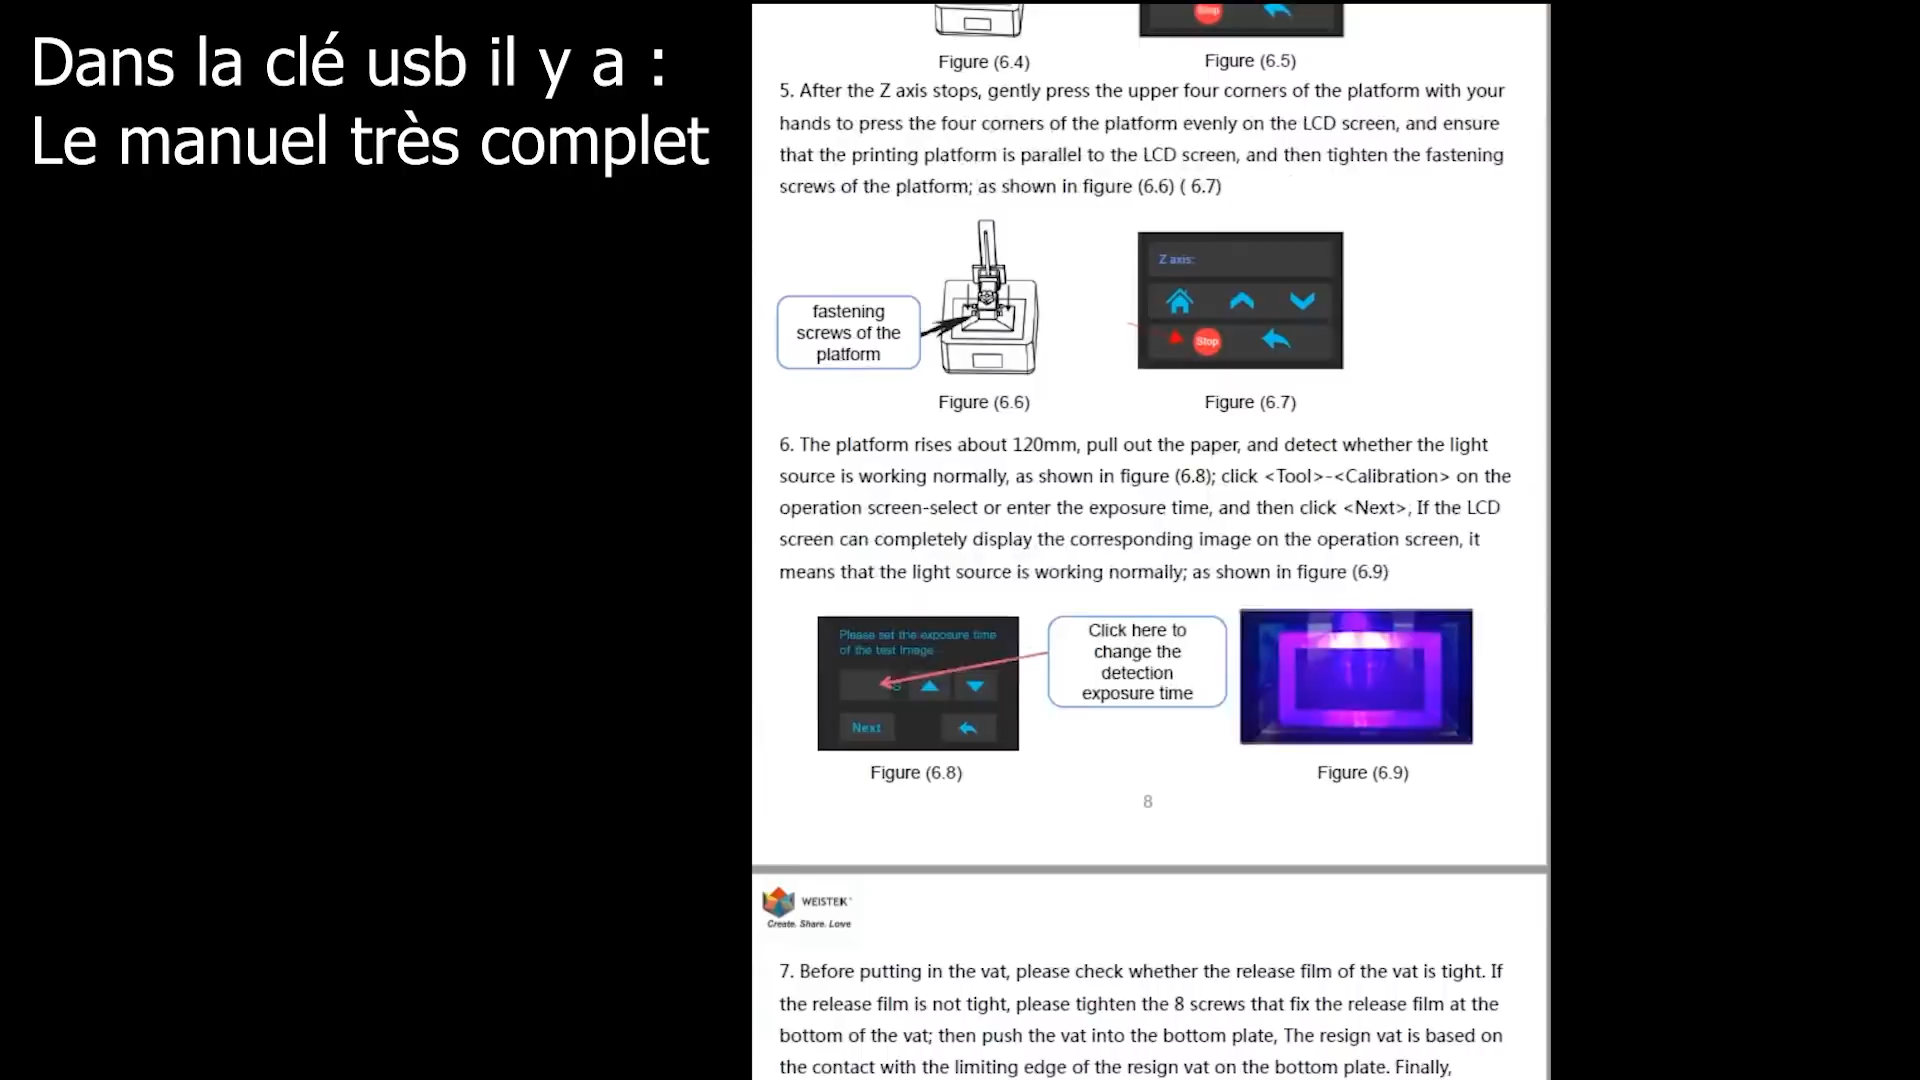 Dans la clé usb il y a :
Le manuel très complet
Stop
Figure (6.4)
Figure (6.5)
5. After the Z axis stops, gently press the upper four corners of the platform with your
hands to press the four corners of the platform evenly on the LCD screen, and ensure
that the printing platform is parallel to the LCD screen, and then tighten the fastening
screws of the platform; as shown in figure (6.6) ( 6.7)
fastening
screws of the
platform
Z axis:
Stop
Figure (6.6)
Figure (6.7)
6. The platform rises about 120mm, pull out the paper, and detect whether the light
source is working normally, as shown in figure (6.8); click <Tool>-<Calibration> on the
operation screen-select or enter the exposure time, and then click <Next>, If the LCD
screen can completely display the corresponding image on the operation screen, it
means that the light source is working normally; as shown in figure (6.9)
Please set the exposure time
of the test image
S
Next
Click here to
change the
detection
exposure time
Figure (6.8)
Figure (6.9)
8
WEISTEK
Create. Share. Love
7. Before putting in the vat, please check whether the release film of the vat is tight. If
the release film is not tight, please tighten the 8 screws that fix the release film at the
bottom of the vat; then push the vat into the bottom plate, The resign vat is based on
the contact with the limiting edge of the resign vat on the bottom plate. Finally,